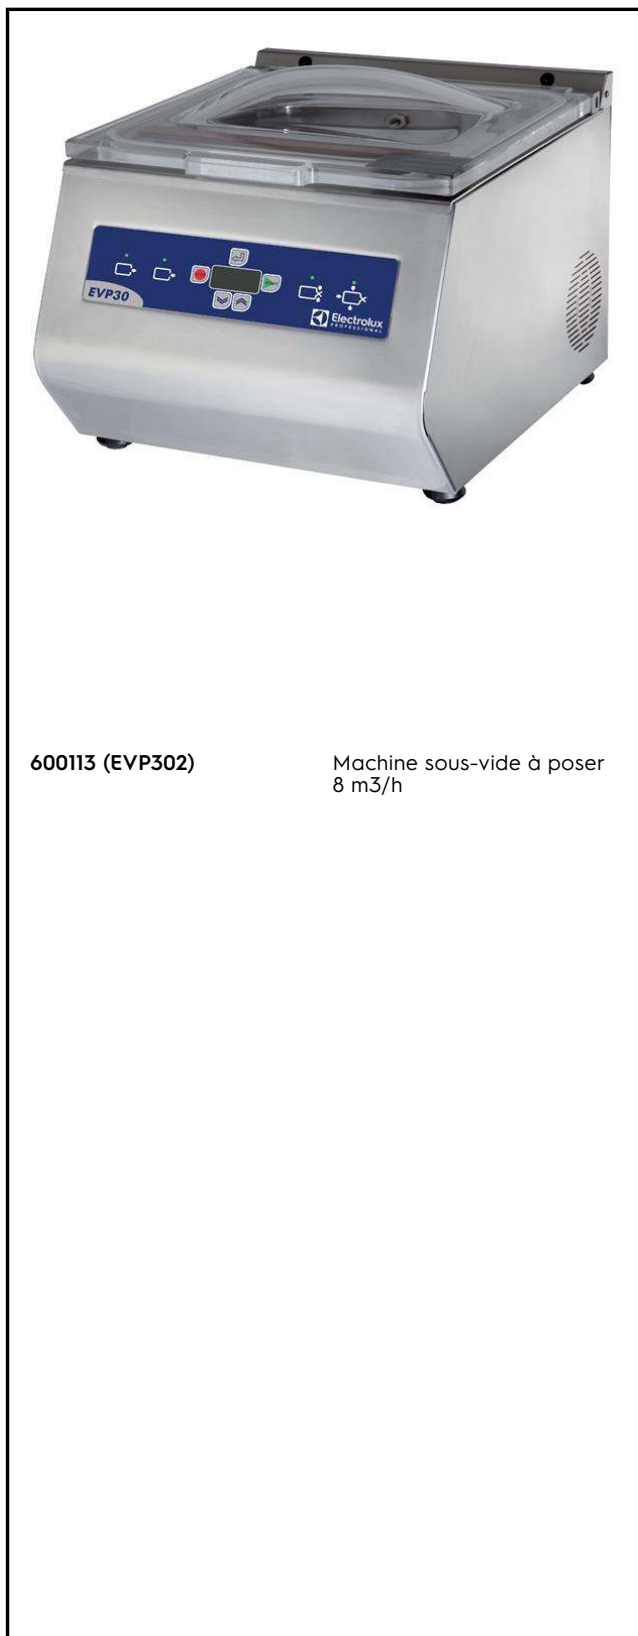 EVP30
Electrolux
PROFESSIONAL
600113 (EVP302)
Machine sous-vide à poser
8 m3/h